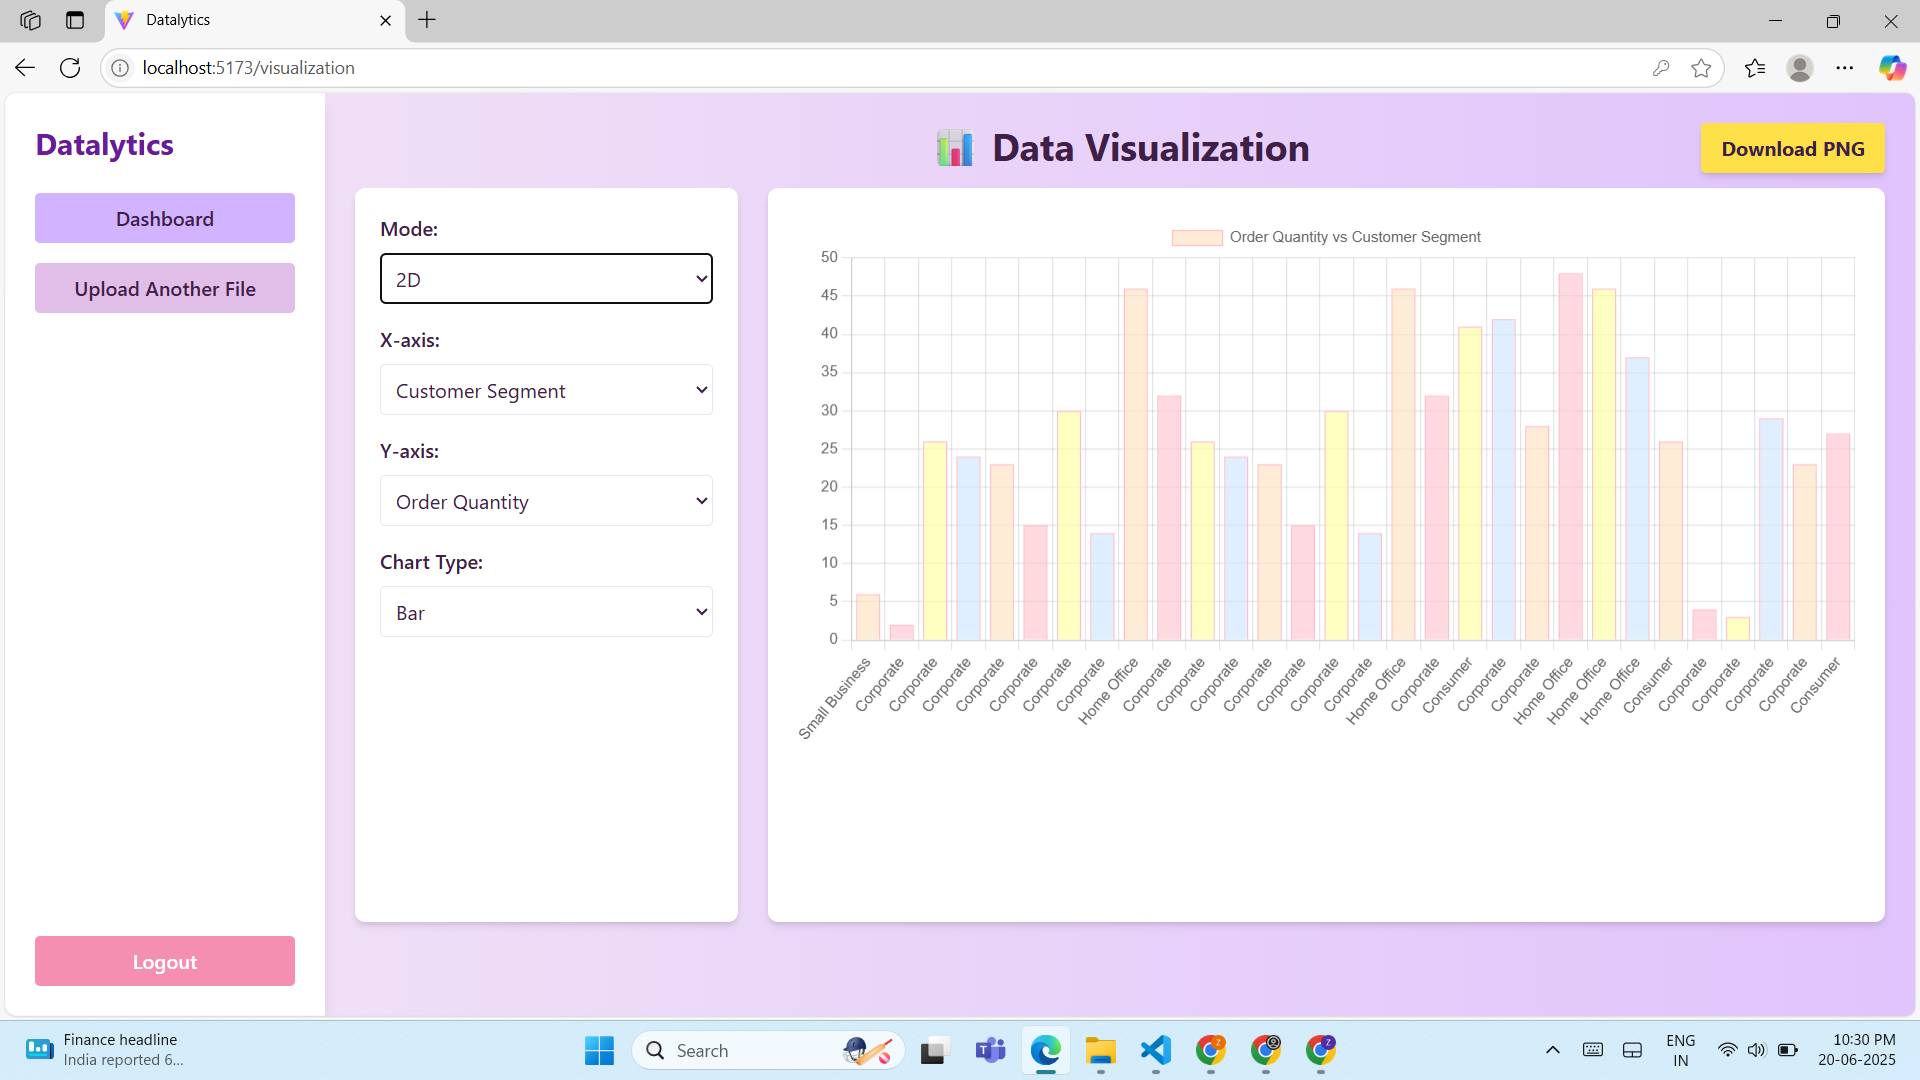 Datalytics
localhost:5173/visualization
Datalytics
Dashboard
Upload Another File
Logout
Data Visualization
Download PNG
Mode:
2D
X-axis:
Customer Segment
Y-axis:
Order Quantity
Chart Type:
Bar
Order Quantity vs Customer Segment
50
45
40
35
30
25
20
15
10
5
0
Small Business
Corporate
Corporate
Corporate
Corporate
Corporate
Corporate
Corporate
Home Office
Corporate
Corporate
Corporate
Corporate
Corporate
Corporate
Corporate
Home Office
Corporate
Consumer
Corporate
Corporate
Home Office
Home Office
Home Office
Consumer
Corporate
Corporate
Corporate
Corporate
Consumer
Finance headline
India reported 6...
Search
ENG
IN
10:30 PM
20-06-2025